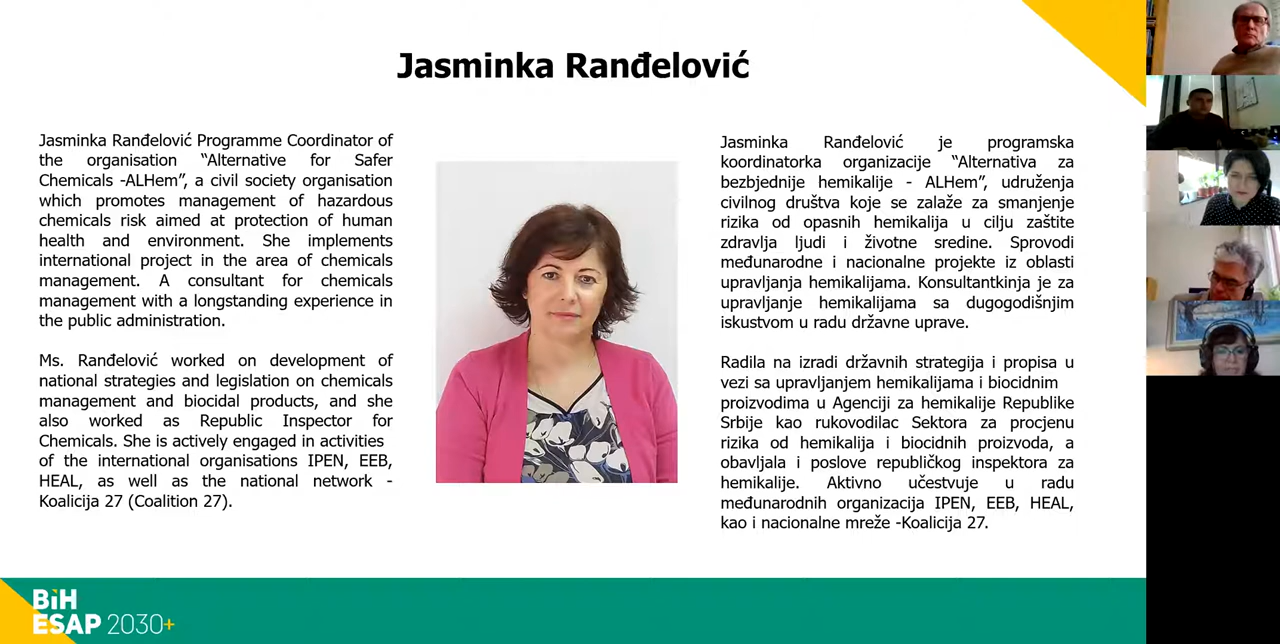 Jasminka Ranđelović
Jasminka Ranđelović Programme Coordinator of
the organisation “Alternative for Safer
Chemicals -ALHem”, a civil society organisation
which promotes management of hazardous
chemicals risk aimed at protection of human
health and environment. She implements
international project in the area of chemicals
management. A consultant for chemicals
management with a longstanding experience in
the public administration.
Ms. Ranđelović worked on development of
national strategies and legislation on chemicals
management and biocidal products, and she
also worked as Republic Inspector for
Chemicals. She is actively engaged in activities
of the international organisations IPEN, EEB,
HEAL, as well as the national network -
Koalicija 27 (Coalition 27).
Jasminka Ranđelović je programska
koordinatorka organizacije “Alternativa za
bezbjednije hemikalije - ALHem”, udruženja
civilnog društva koje se zalaže za smanjenje
rizika od opasnih hemikalija u cilju zaštite
zdravlja ljudi i životne sredine. Sprovodi
međunarodne i nacionalne projekte iz oblasti
upravljanja hemikalijama. Konsultantkinja je za
upravljanje hemikalijama sa dugogodišnjim
iskustvom u radu državne uprave.
Radila na izradi državnih strategija i propisa u
vezi sa upravljanjem hemikalijama i biocidnim
proizvodima u Agenciji za hemikalije Republike
Srbije kao rukovodilac Sektora za procjenu
rizika od hemikalija i biocidnih proizvoda, a
obavljala i poslove republičkog inspektora za
hemikalije. Aktivno učestvuje u radu
međunarodnih organizacija IPEN, EEB, HEAL,
kao i nacionalne mreže -Koalicija 27.
BiH
ESAP 2030+